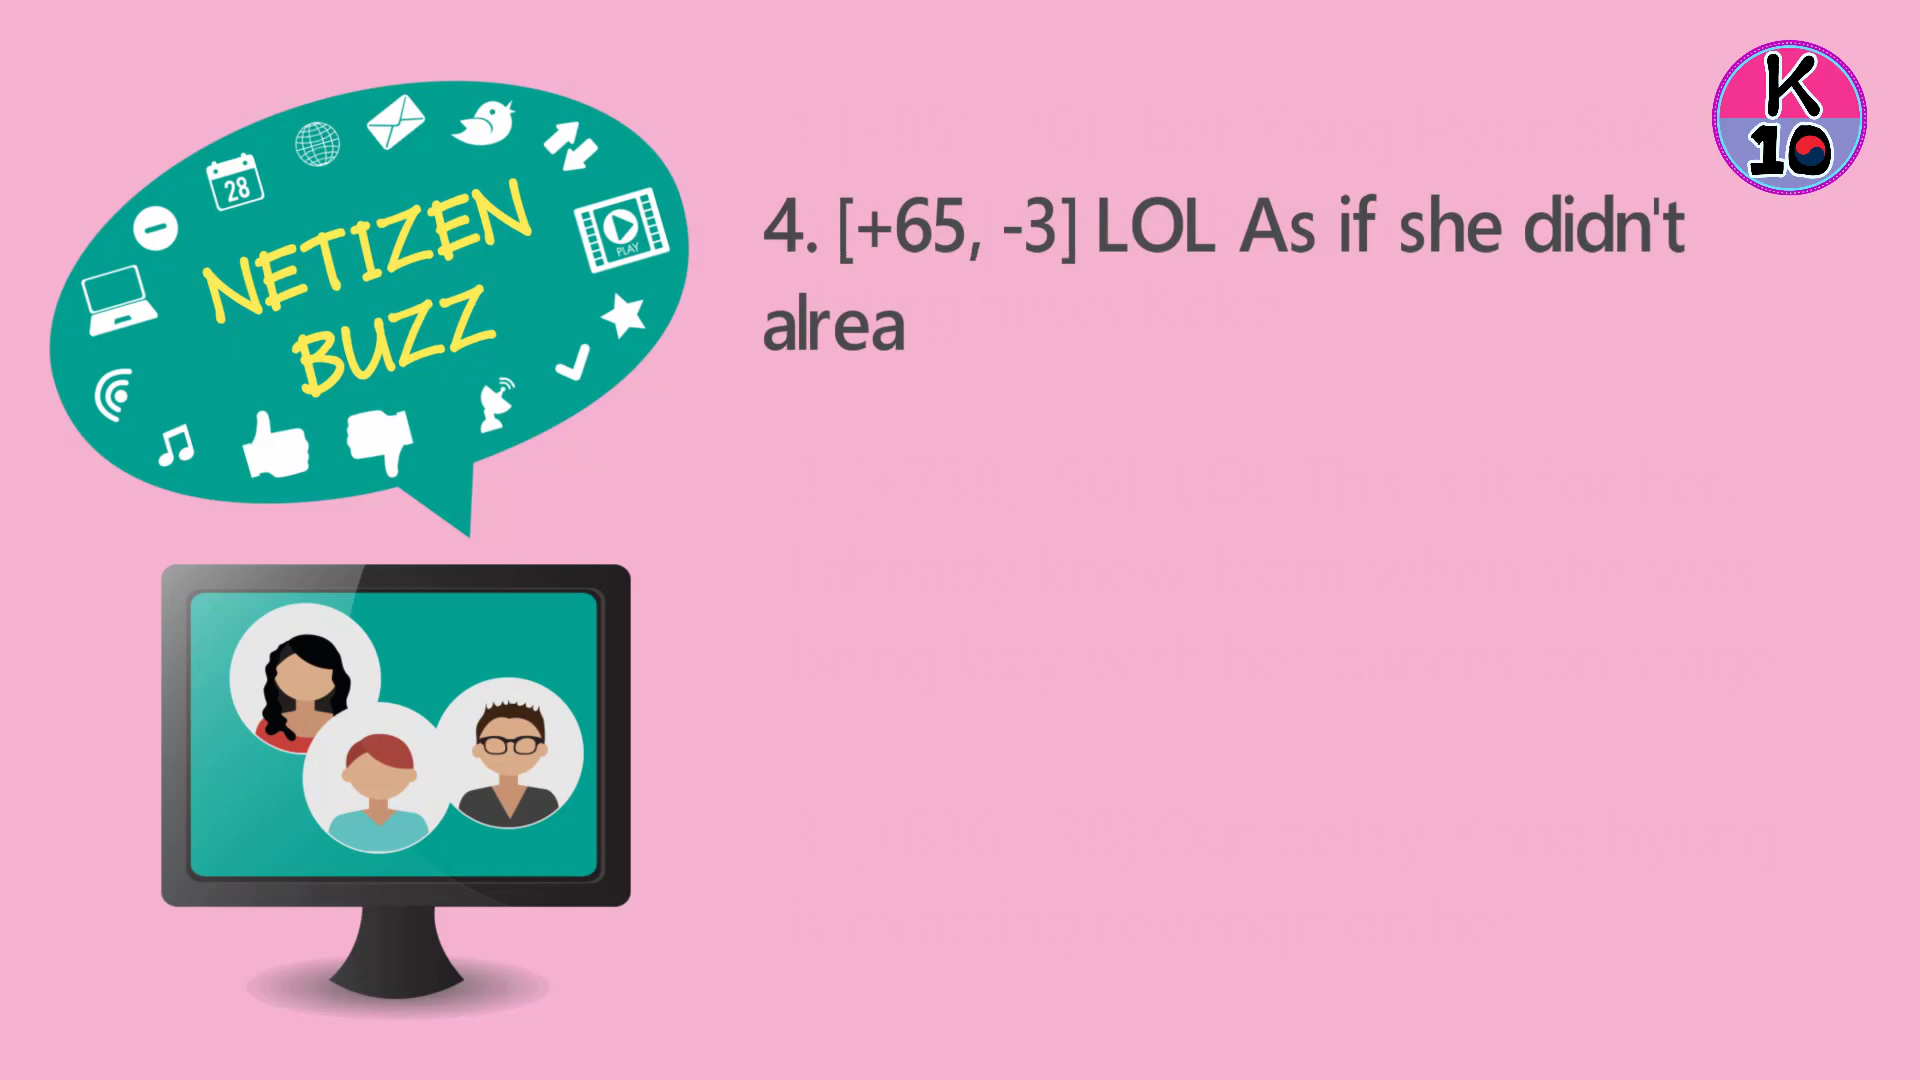 NETIZEN
BUZZ
28
PLAY
K
10
4. [+65, -3] LOL As if she didn't
alrea